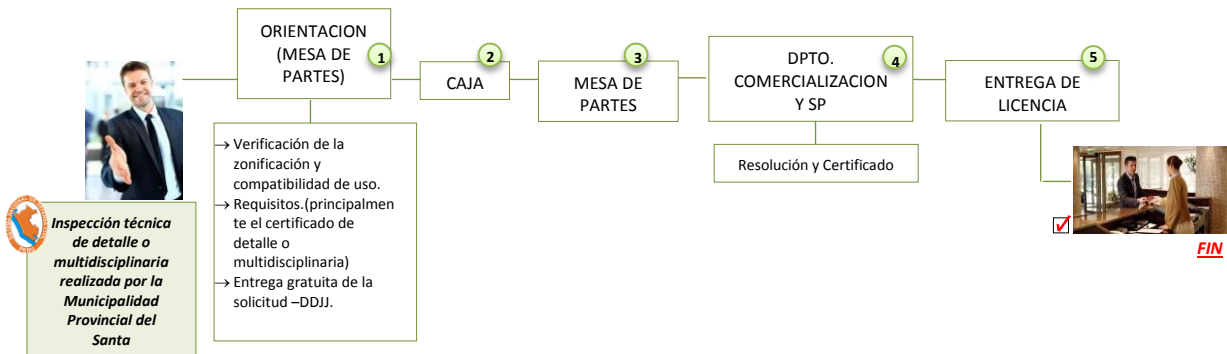 ORIENTACION
(MESA DE
PARTES)
1
Verificación de la
zonificación y
compatibilidad de uso.
Requisitos.(principalmen
te el certificado de
detalle o
multidisciplinaria)
Entrega gratuita de la
solicitud –DDJJ.
Inspección técnica
de detalle o
multidisciplinaria
realizada por la
Municipalidad
Provincial del
Santa
2
CAJA
3
MESA DE
PARTES
4
DPTO.
COMERCIALIZACION
Y SP
Resolución y Certificado
5
ENTREGA DE
LICENCIA
FIN